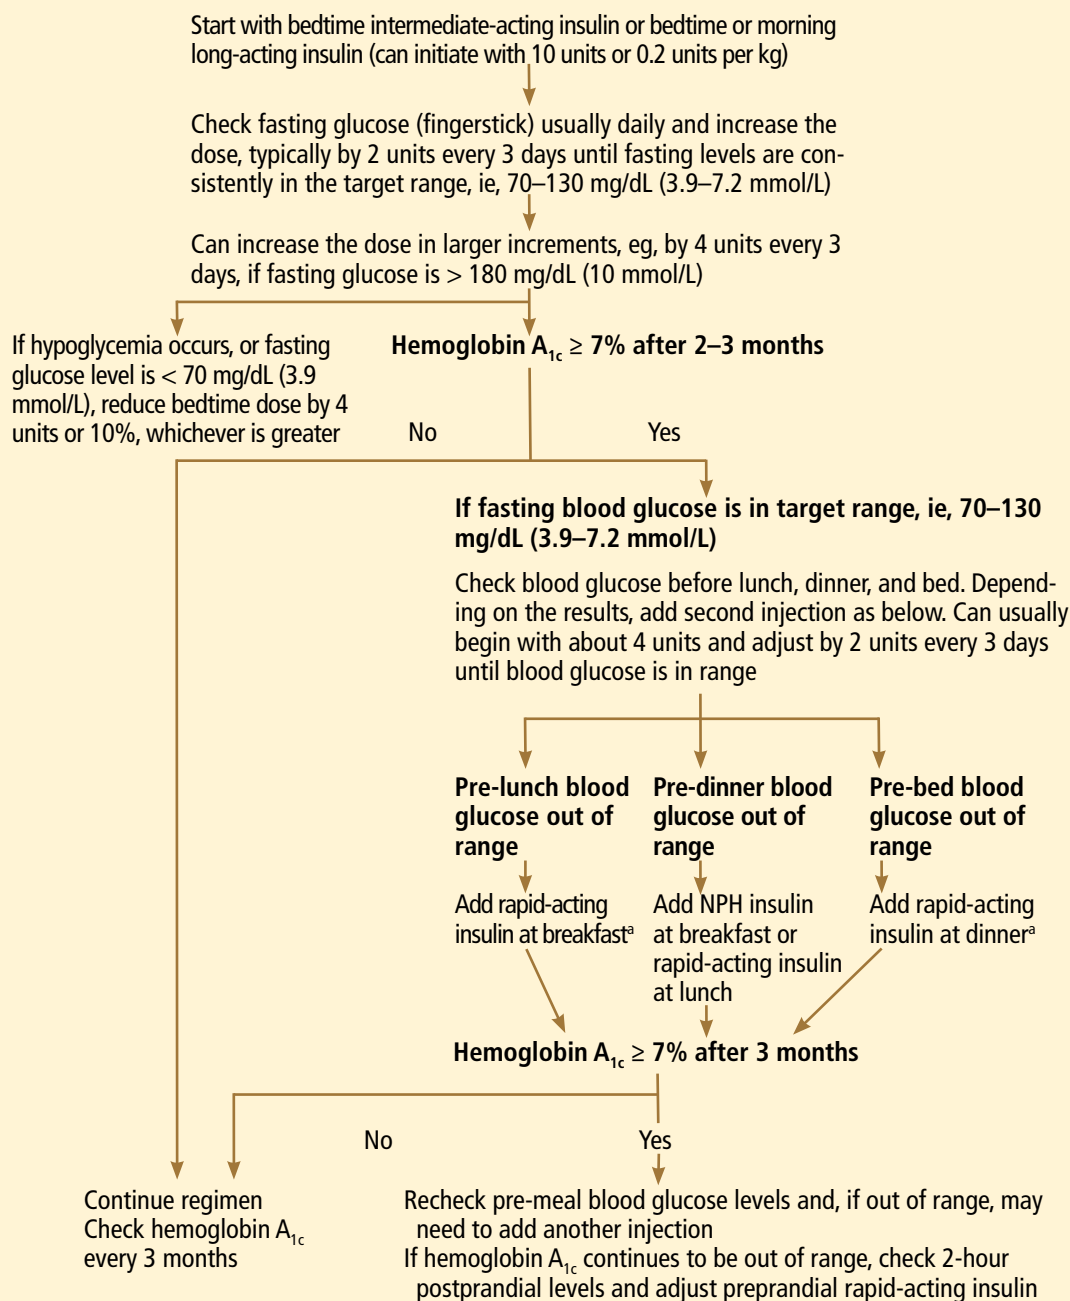 Start with bedtime intermediate-acting insulin or bedtime or morning
long-acting insulin (can initiate with 10 units or 0.2 units per kg)
Check fasting glucose (fingerstick) usually daily and increase the
dose, typically by 2 units every 3 days until fasting levels are con-
sistently in the target range, ie, 70–130 mg/dL (3.9–7.2 mmol/L)
Can increase the dose in larger increments, eg, by 4 units every 3
days, if fasting glucose is > 180 mg/dL (10 mmol/L)
If hypoglycemia occurs, or fasting
glucose level is < 70 mg/dL (3.9
mmol/L), reduce bedtime dose by 4
units or 10%, whichever is greater
Hemoglobin A1c ≥ 7% after 2–3 months
No
Yes
If fasting blood glucose is in target range, ie, 70–130
mg/dL (3.9–7.2 mmol/L)
Check blood glucose before lunch, dinner, and bed. Depend-
ing on the results, add second injection as below. Can usually
begin with about 4 units and adjust by 2 units every 3 days
until blood glucose is in range
Pre-lunch blood
glucose out of
range
Add rapid-acting
insulin at breakfastᵃ
Pre-dinner blood
glucose out of
range
Add NPH insulin
at breakfast or
rapid-acting insulin
at lunch
Pre-bed blood
glucose out of
range
Add rapid-acting
insulin at dinnerᵃ
Hemoglobin A1c ≥ 7% after 3 months
No
Yes
Continue regimen
Check hemoglobin A1c
every 3 months
Recheck pre-meal blood glucose levels and, if out of range, may
need to add another injection
If hemoglobin A1c continues to be out of range, check 2-hour
postprandial levels and adjust preprandial rapid-acting insulin